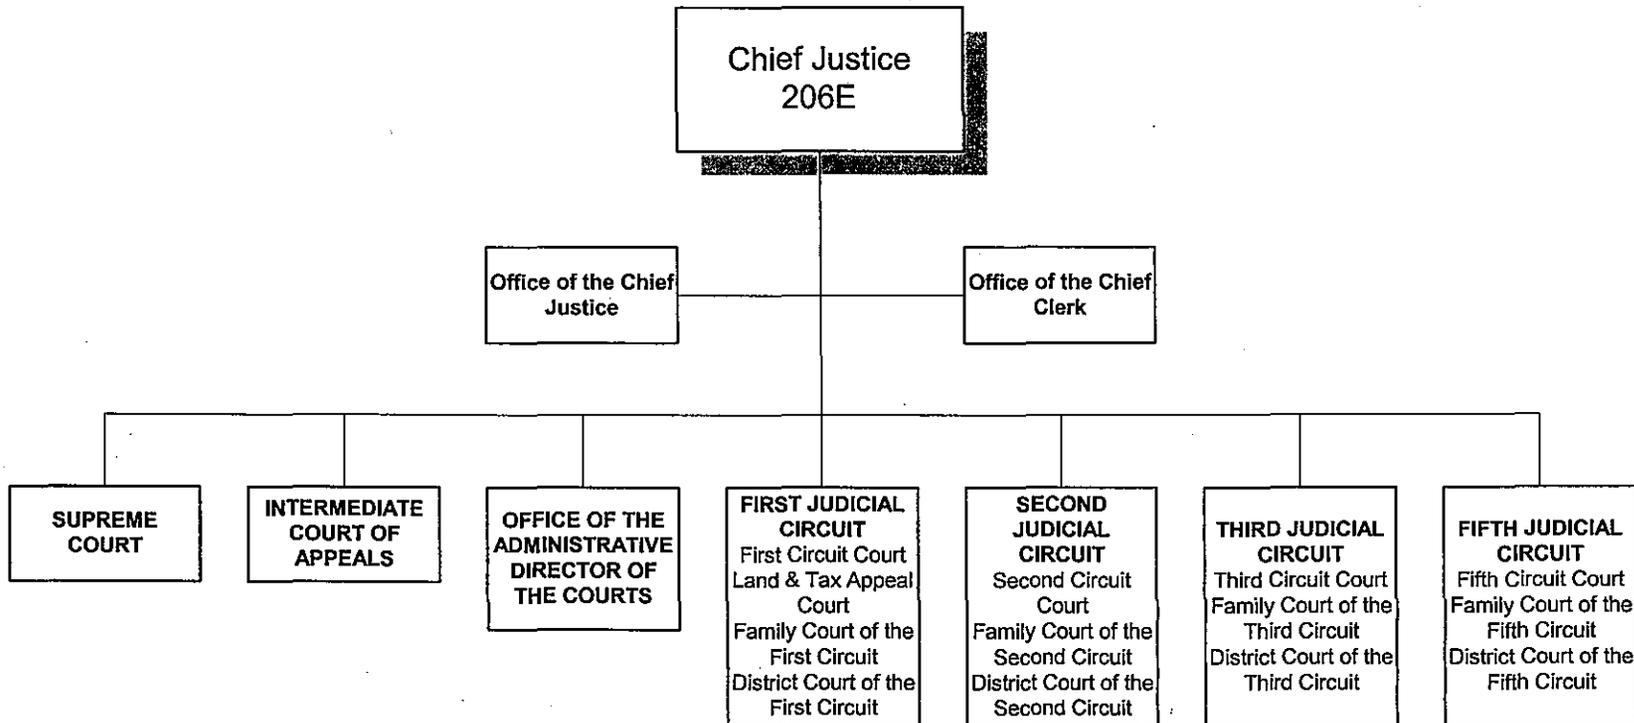 Chief Justice
206E
Office of the Chief
Justice
Office of the Chief
Clerk
SUPREME
COURT
INTERMEDIATE
COURT OF
APPEALS
OFFICE OF THE
ADMINISTRATIVE
DIRECTOR OF
THE COURTS
FIRST JUDICIAL
CIRCUIT
First Circuit Court
Land & Tax Appeal
Court
Family Court of the
First Circuit
District Court of the
First Circuit
SECOND
JUDICIAL
CIRCUIT
Second Circuit
Court
Family Court of the
Second Circuit
District Court of the
Second Circuit
THIRD JUDICIAL
CIRCUIT
Third Circuit Court
Family Court of the
Third Circuit
District Court of the
Third Circuit
FIFTH JUDICIAL
CIRCUIT
Fifth Circuit Court
Family Court of the
Fifth Circuit
District Court of the
Fifth Circuit